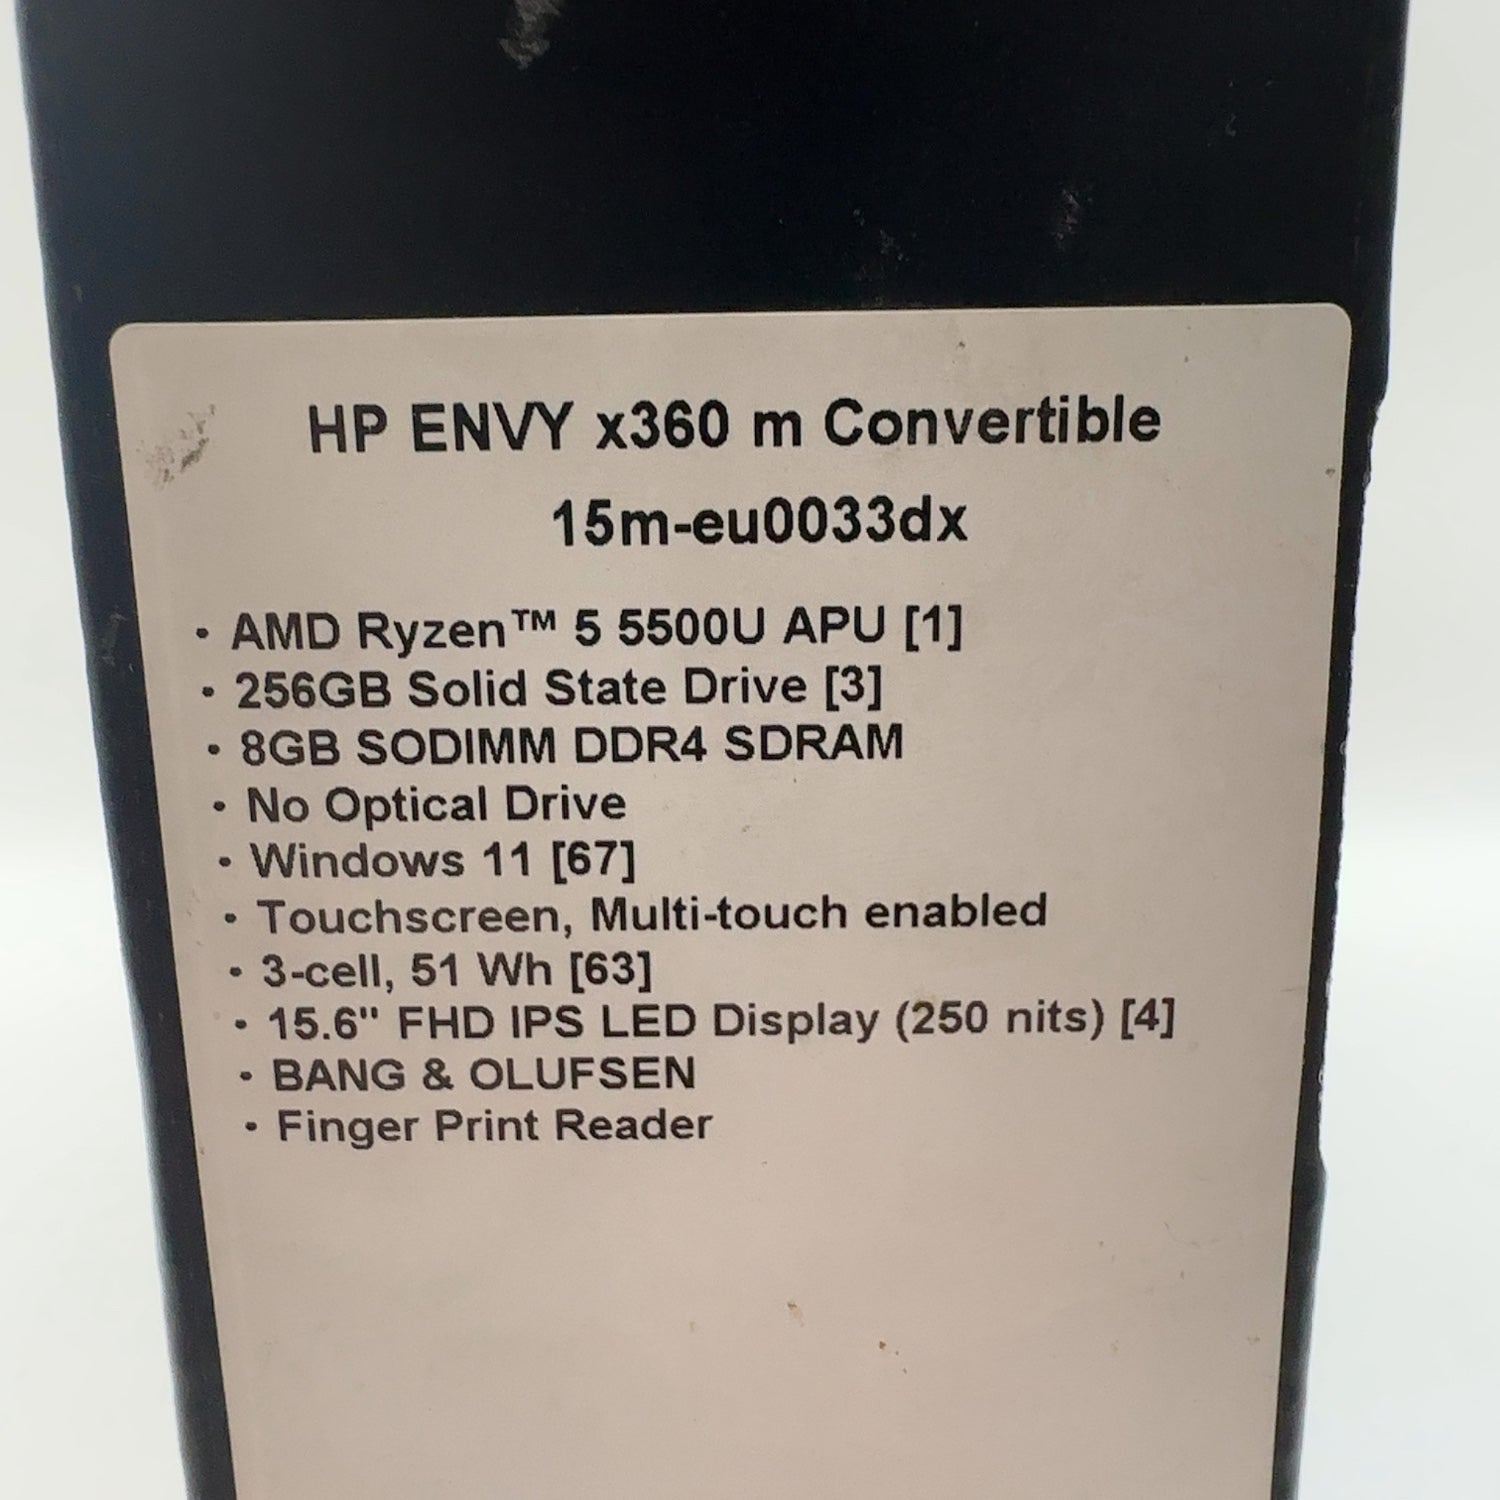 HP ENVY x360 m Convertible
15m-eu0033dx
• AMD Ryzen™ 5 5500U APU [1]
• 256GB Solid State Drive [3]
• 8GB SODIMM DDR4 SDRAM
• No Optical Drive
• Windows 11 [67]
• Touchscreen, Multi-touch enabled
• 3-cell, 51 Wh [63]
• 15.6" FHD IPS LED Display (250 nits) [4]
• BANG & OLUFSEN
• Finger Print Reader